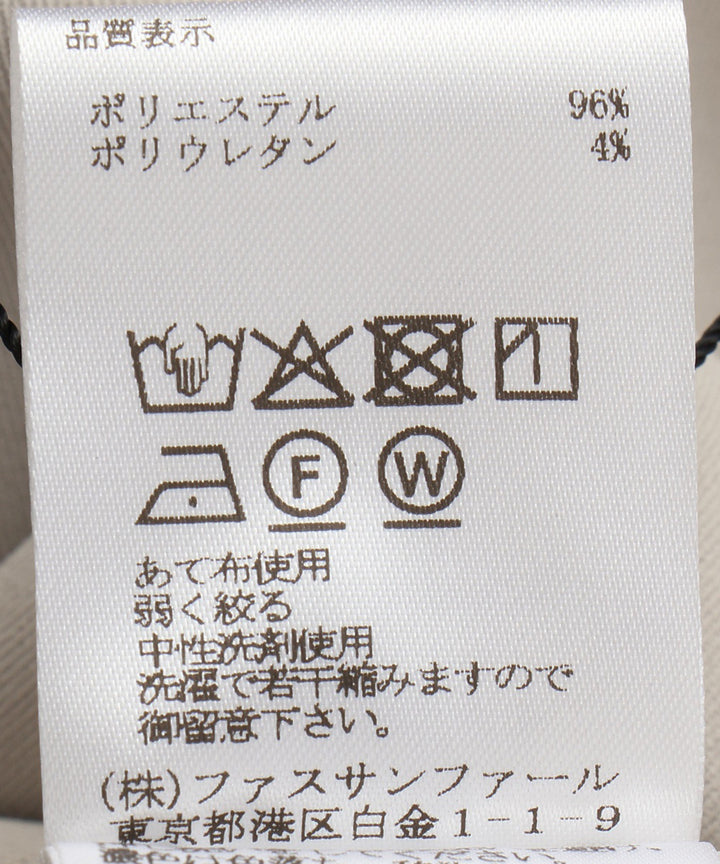 品質表示
ポリエステル 96%
ポリウレタン 4%
F W
あて布使用
弱く絞る
中性洗剤使用
洗濯で若干縮みますので
御留意下さい。
(株)ファスサンファール
東京都港区白金1-1-9